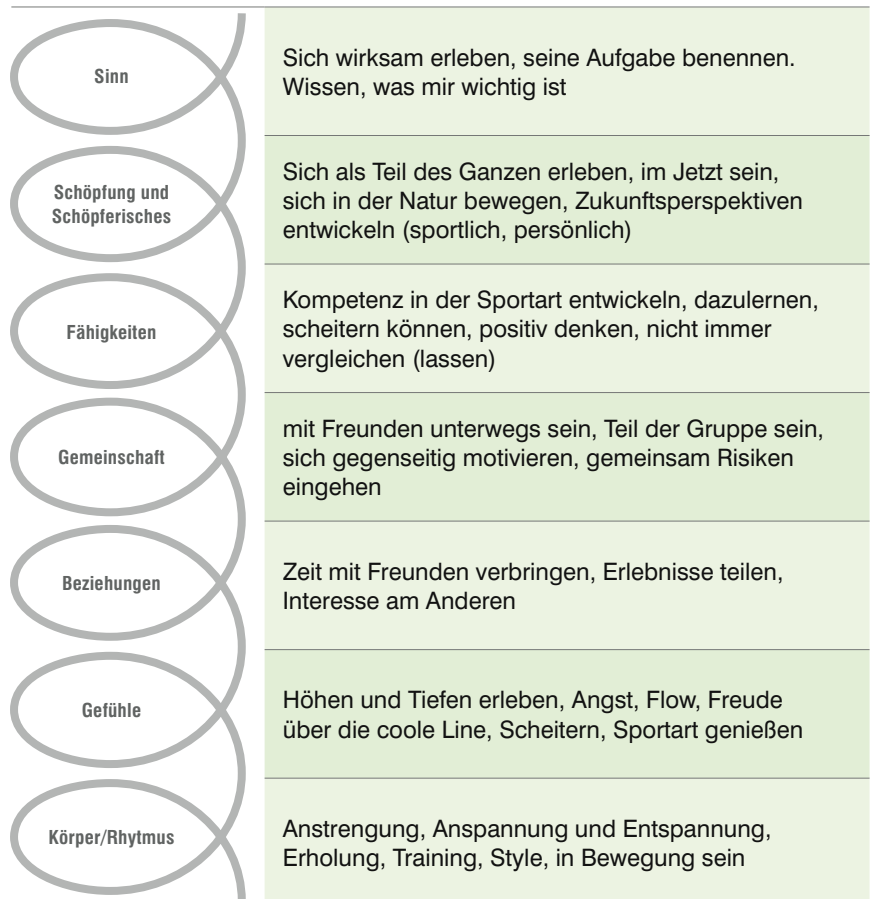 Sinn
Sich wirksam erleben, seine Aufgabe benennen.
Wissen, was mir wichtig ist
Schöpfung und
Schöpferisches
Sich als Teil des Ganzen erleben, im Jetzt sein,
sich in der Natur bewegen, Zukunftsperspektiven
entwickeln (sportlich, persönlich)
Fähigkeiten
Kompetenz in der Sportart entwickeln, dazulernen,
scheitern können, positiv denken, nicht immer
vergleichen (lassen)
Gemeinschaft
mit Freunden unterwegs sein, Teil der Gruppe sein,
sich gegenseitig motivieren, gemeinsam Risiken
eingehen
Beziehungen
Zeit mit Freunden verbringen, Erlebnisse teilen,
Interesse am Anderen
Gefühle
Höhen und Tiefen erleben, Angst, Flow, Freude
über die coole Line, Scheitern, Sportart genießen
Körper/Rhytmus
Anstrengung, Anspannung und Entspannung,
Erholung, Training, Style, in Bewegung sein